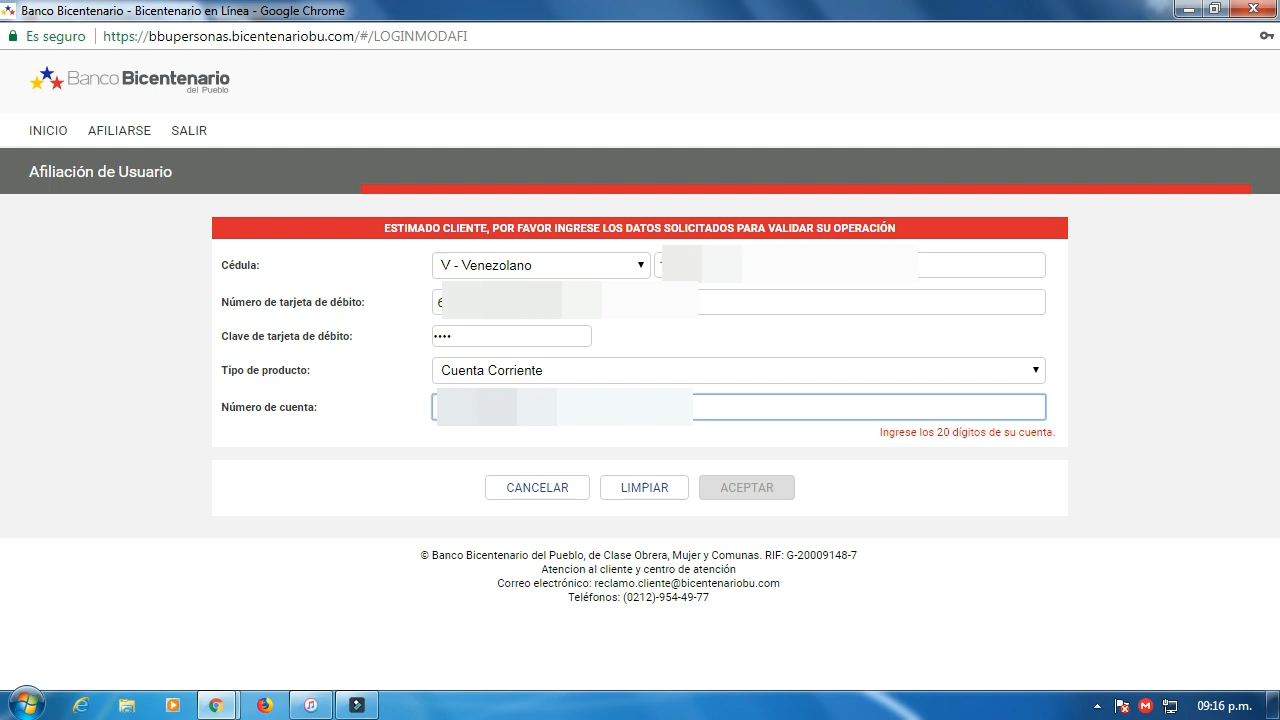 Banco Bicentenario - Bicentenario en Línea - Google Chrome
Es seguro https://bbupersonas.bicentenariobu.com/#/LOGINMODAFI
Banco Bicentenario
del Pueblo
INICIO AFILIARSE SALIR
Afiliación de Usuario
ESTIMADO CLIENTE, POR FAVOR INGRESE LOS DATOS SOLICITADOS PARA VALIDAR SU OPERACIÓN
Cédula: V - Venezolano
Número de tarjeta de débito: 6
Clave de tarjeta de débito: ••••
Tipo de producto: Cuenta Corriente
Número de cuenta:
Ingrese los 20 dígitos de su cuenta.
CANCELAR LIMPIAR ACEPTAR
© Banco Bicentenario del Pueblo, de Clase Obrera, Mujer y Comunas. RIF: G-20009148-7
Atencion al cliente y centro de atención
Correo electrónico: reclamo.cliente@bicentenariobu.com
Teléfonos: (0212)-954-49-77
09:16 p.m.